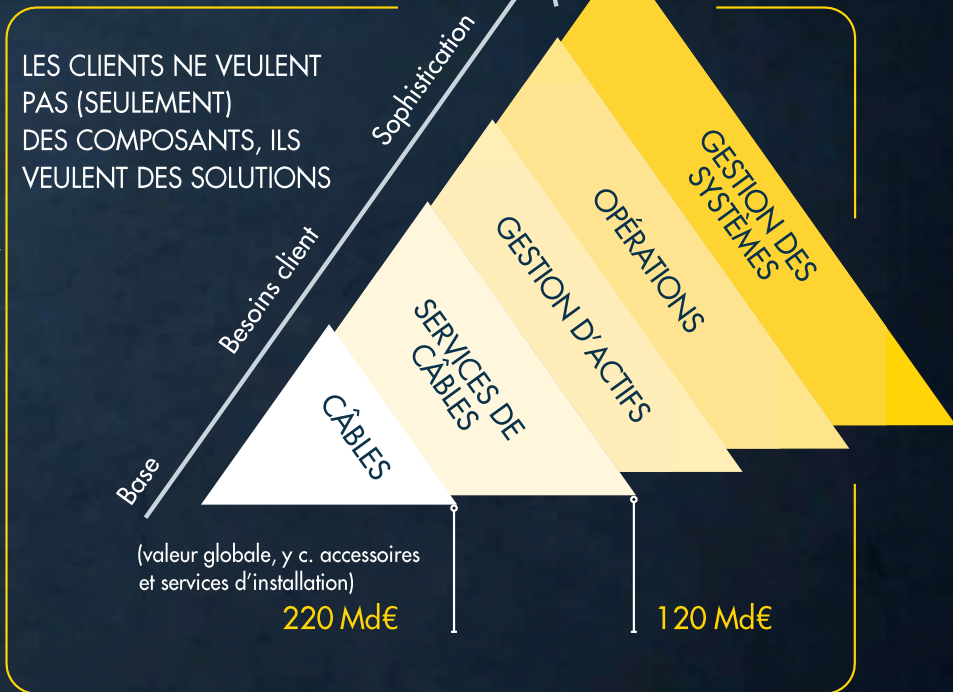 LES CLIENTS NE VEULENT
PAS (SEULEMENT)
DES COMPOSANTS, ILS
VEULENT DES SOLUTIONS
Sophistication
Besoins client
Base
GESTION DES
SYSTÈMES
OPÉRATIONS
GESTION D'ACTIFS
SERVICES DE
CÂBLES
CÂBLES
(valeur globale, y c. accessoires
et services d'installation)
220 Md€
120 Md€